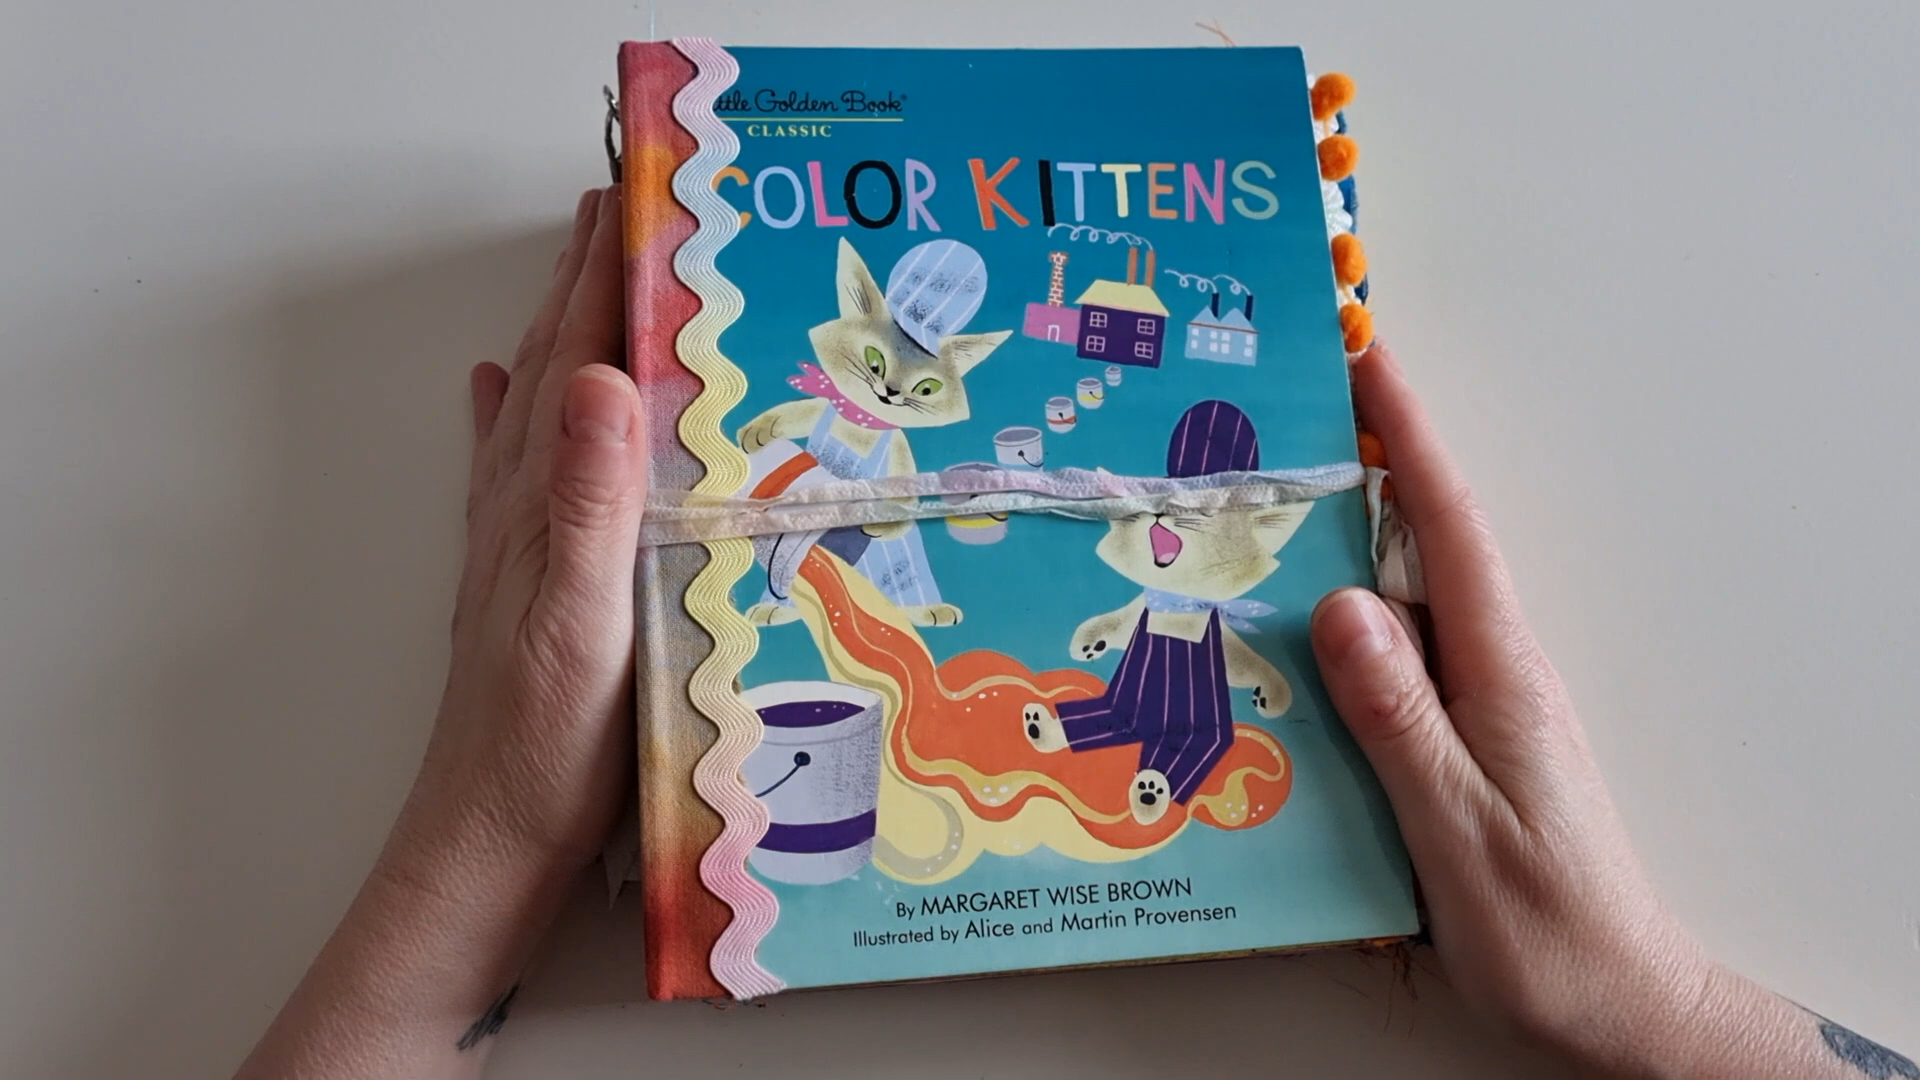 ttle Golden Book®
CLASSIC
COLOR KITTENS
By MARGARET WISE BROWN
Illustrated by Alice and Martin Provensen